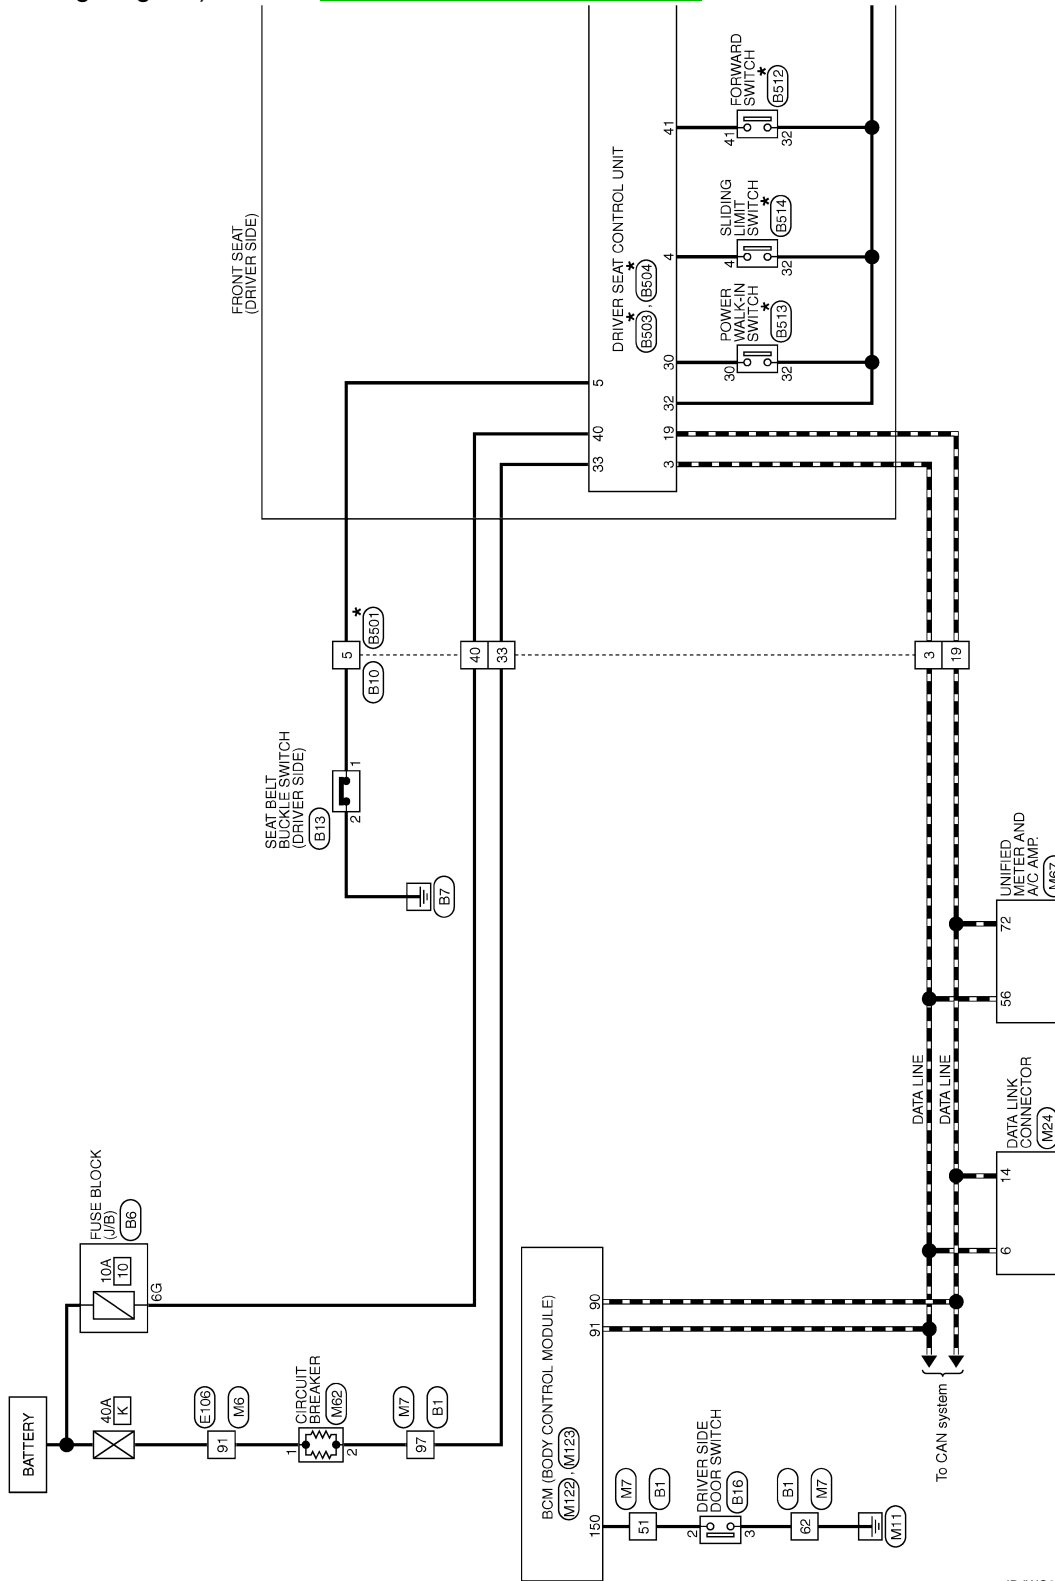 BATTERY
40A
K
10A
10
FUSE BLOCK
(J/B)
B6
6G
E106
M6
91
CIRCUIT
BREAKER
M62
1
2
M7
B1
97
SEAT BELT
BUCKLE SWITCH
(DRIVER SIDE)
B13
2
1
B7
5
*
B501
B10
40
33
3
19
FRONT SEAT
(DRIVER SIDE)
5
40
33
DRIVER SEAT CONTROL UNIT
* *
B503 , B504
41
4
30
32
19
3
FORWARD
SWITCH
*
B512
41
32
SLIDING
LIMIT
SWITCH
*
B514
4
32
POWER
WALK-IN
SWITCH
*
B513
30
32
BCM (BODY CONTROL MODULE)
M122 , M123
90
91
150
M7
B1
51
DRIVER SIDE
DOOR SWITCH
B16
2
3
B1
M7
62
M11
DATA LINE
DATA LINE
To CAN system
DATA LINK
CONNECTOR
M24
14
6
UNIFIED
METER AND
A/C AMP.
M67
72
56